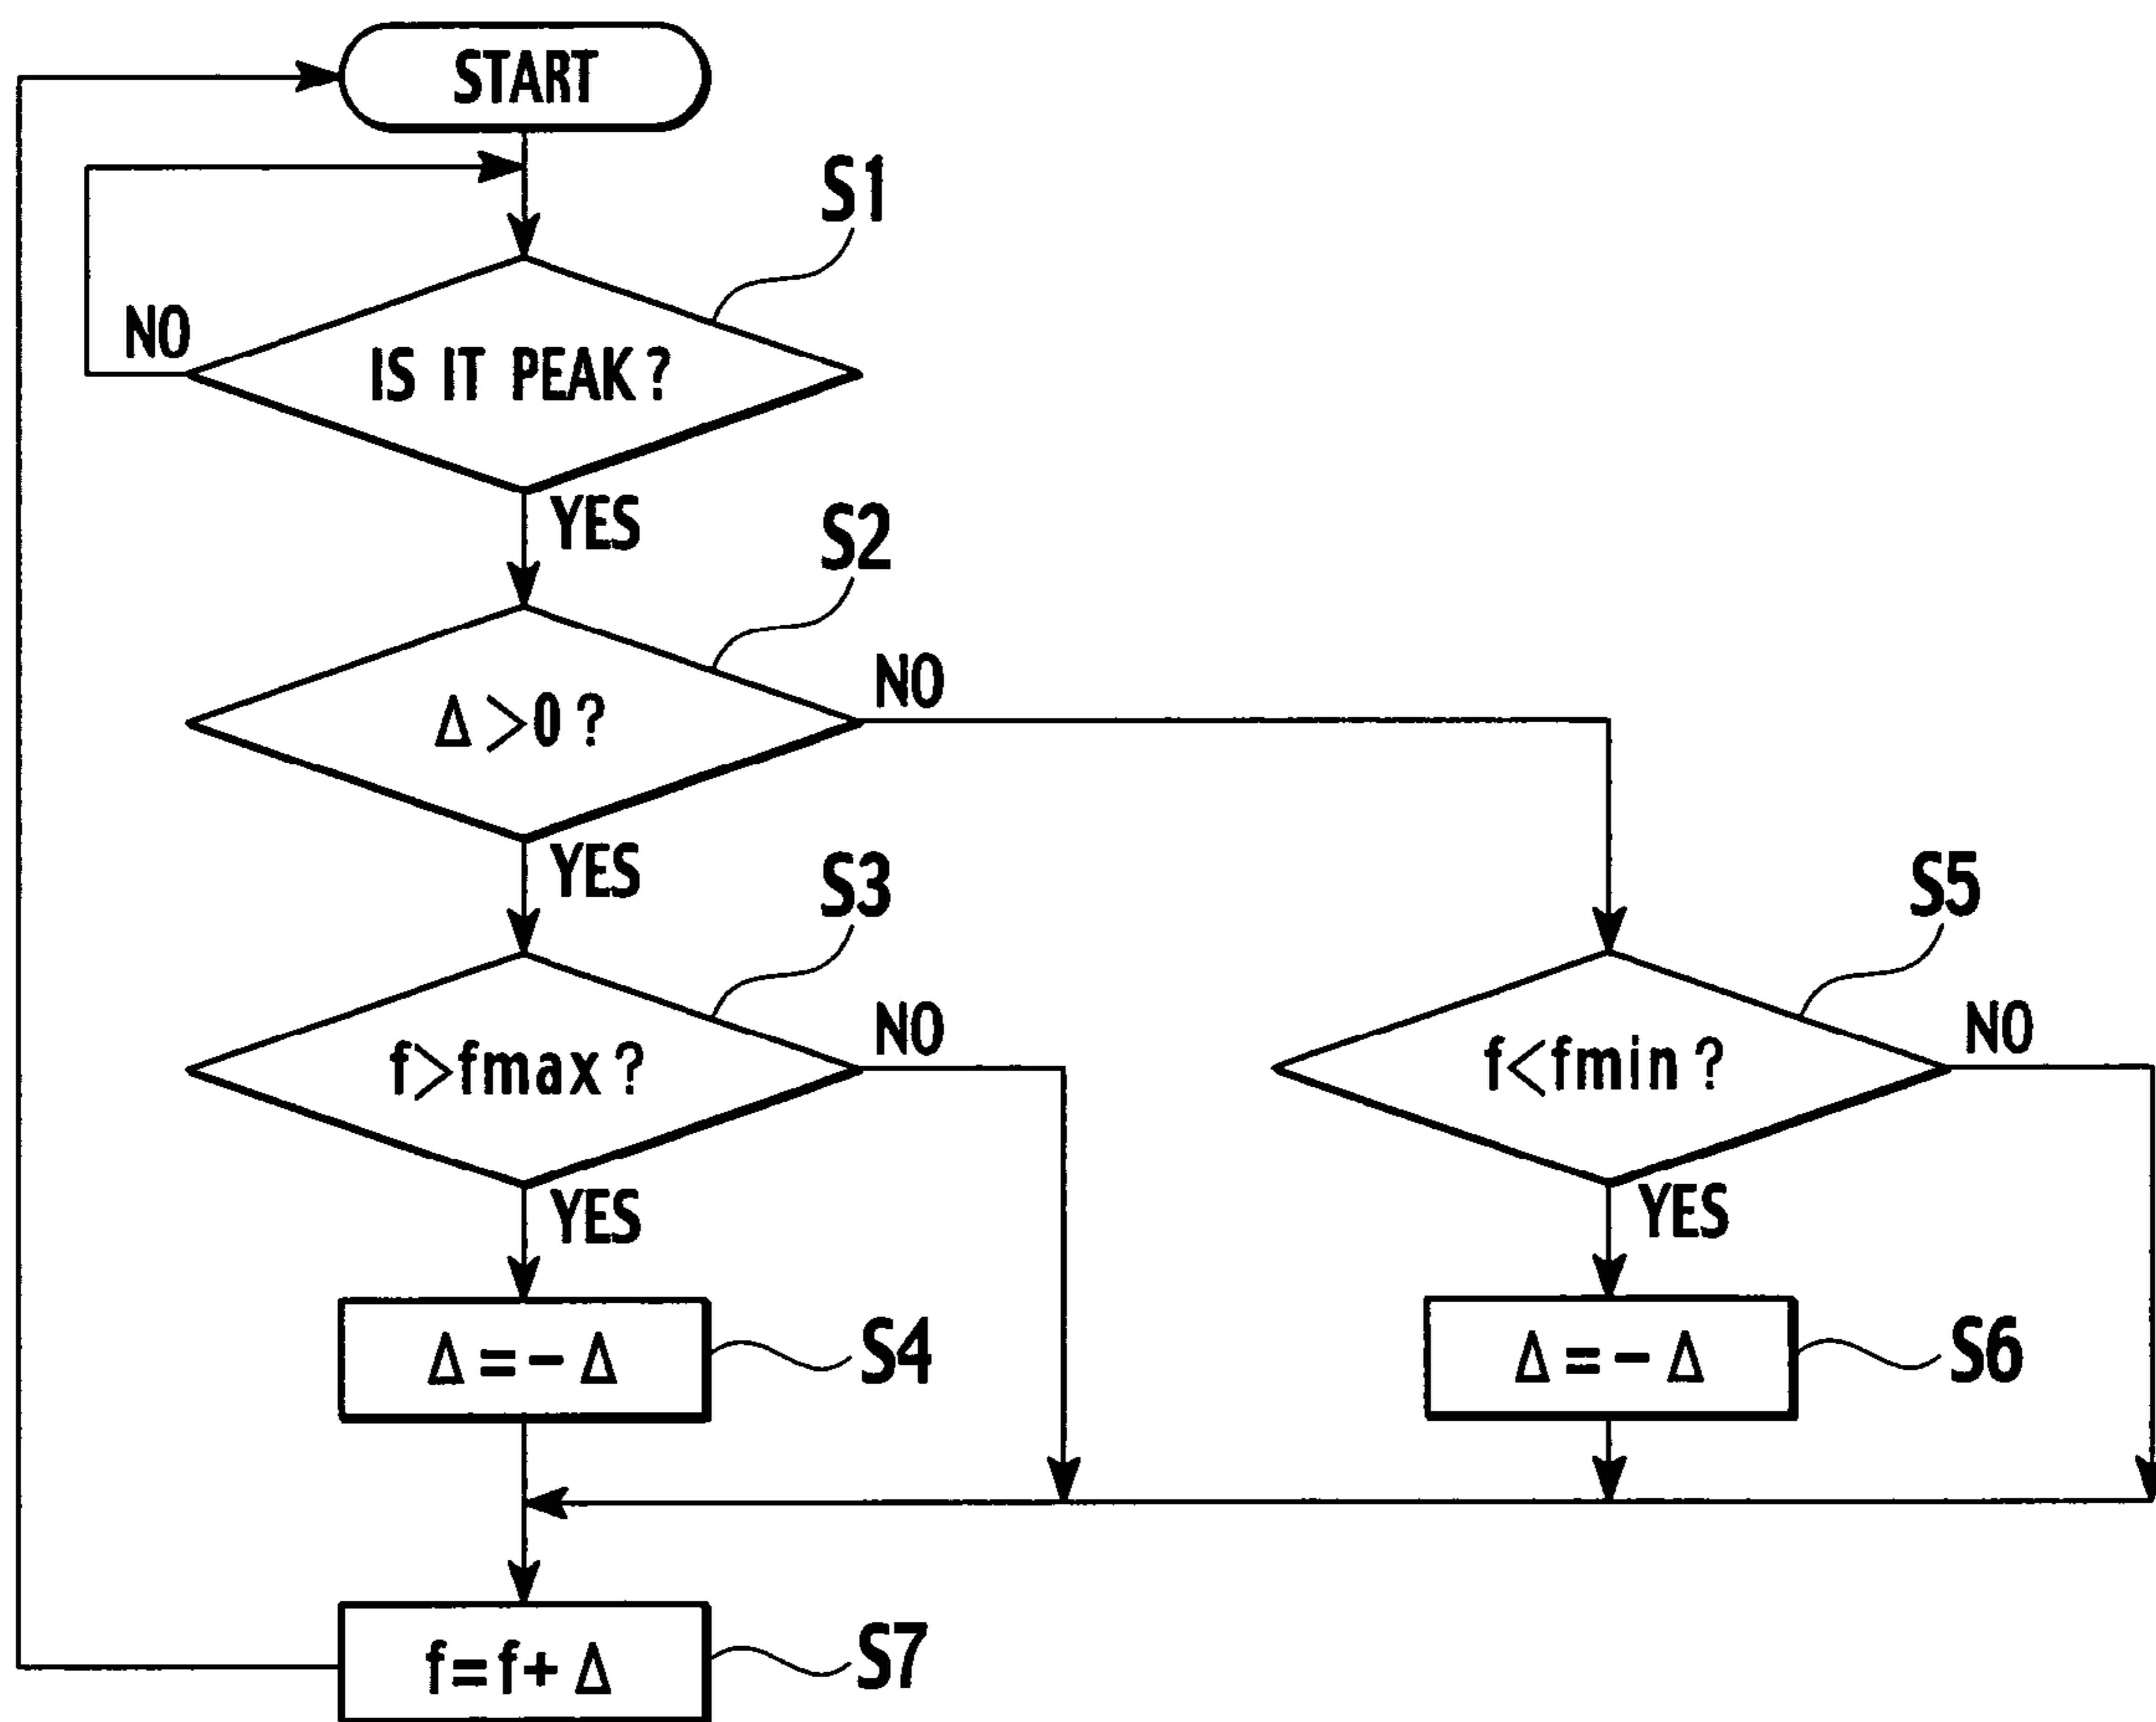 START
S1
NO
IS IT PEAK?
YES
S2
NO
Δ>0?
YES
S3
S5
NO
NO
f>fmax?
f<fmin?
YES
YES
Δ=-Δ
S4
Δ=-Δ
S6
f=f+Δ
S7